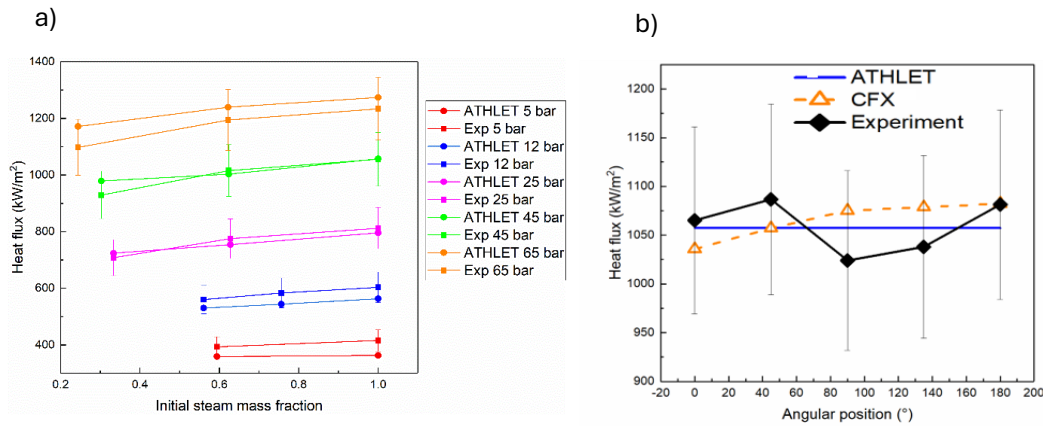 a)
1400
1200
1000
800
600
400
0.2 0.4 0.6 0.8 1.0
Heat flux (kW/m²)
Initial steam mass fraction
ATHLET 5 bar
Exp 5 bar
ATHLET 12 bar
Exp 12 bar
ATHLET 25 bar
Exp 25 bar
ATHLET 45 bar
Exp 45 bar
ATHLET 65 bar
Exp 65 bar
b)
ATHLET
CFX
Experiment
1200
1150
1100
1050
1000
950
900
-20 0 20 40 60 80 100 120 140 160 180 200
Heat flux (kW/m²)
Angular position (°)